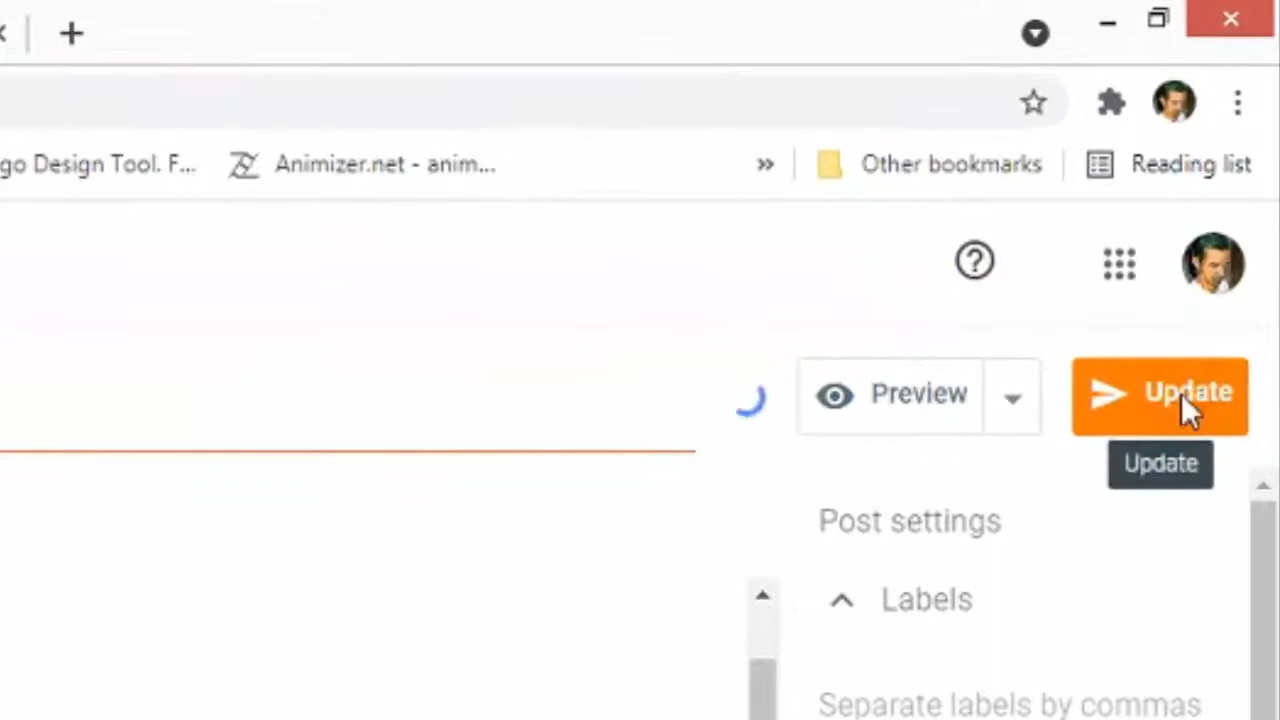 go Design Tool. F...
Animizer.net - anim...
»
Other bookmarks
Reading list
Preview
Update
Update
Post settings
Labels
Separate labels by commas